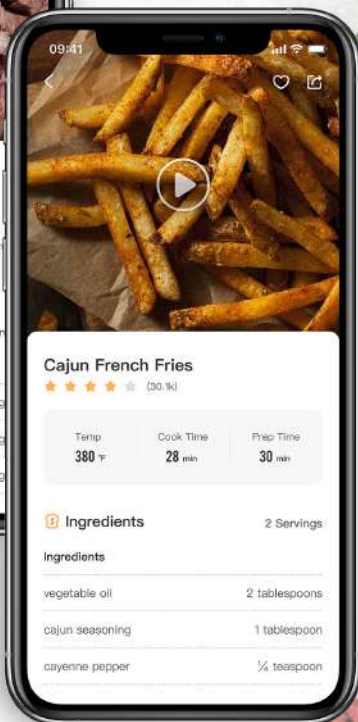 09:41
Cajun French Fries
(30.1k)
Temp Cook Time Prep Time
380 °F 28 min 30 min
Ingredients 2 Servings
Ingredients
vegetable oil 2 tablespoons
cajun seasoning 1 tablespoon
cayenne pepper ¼ teaspoon